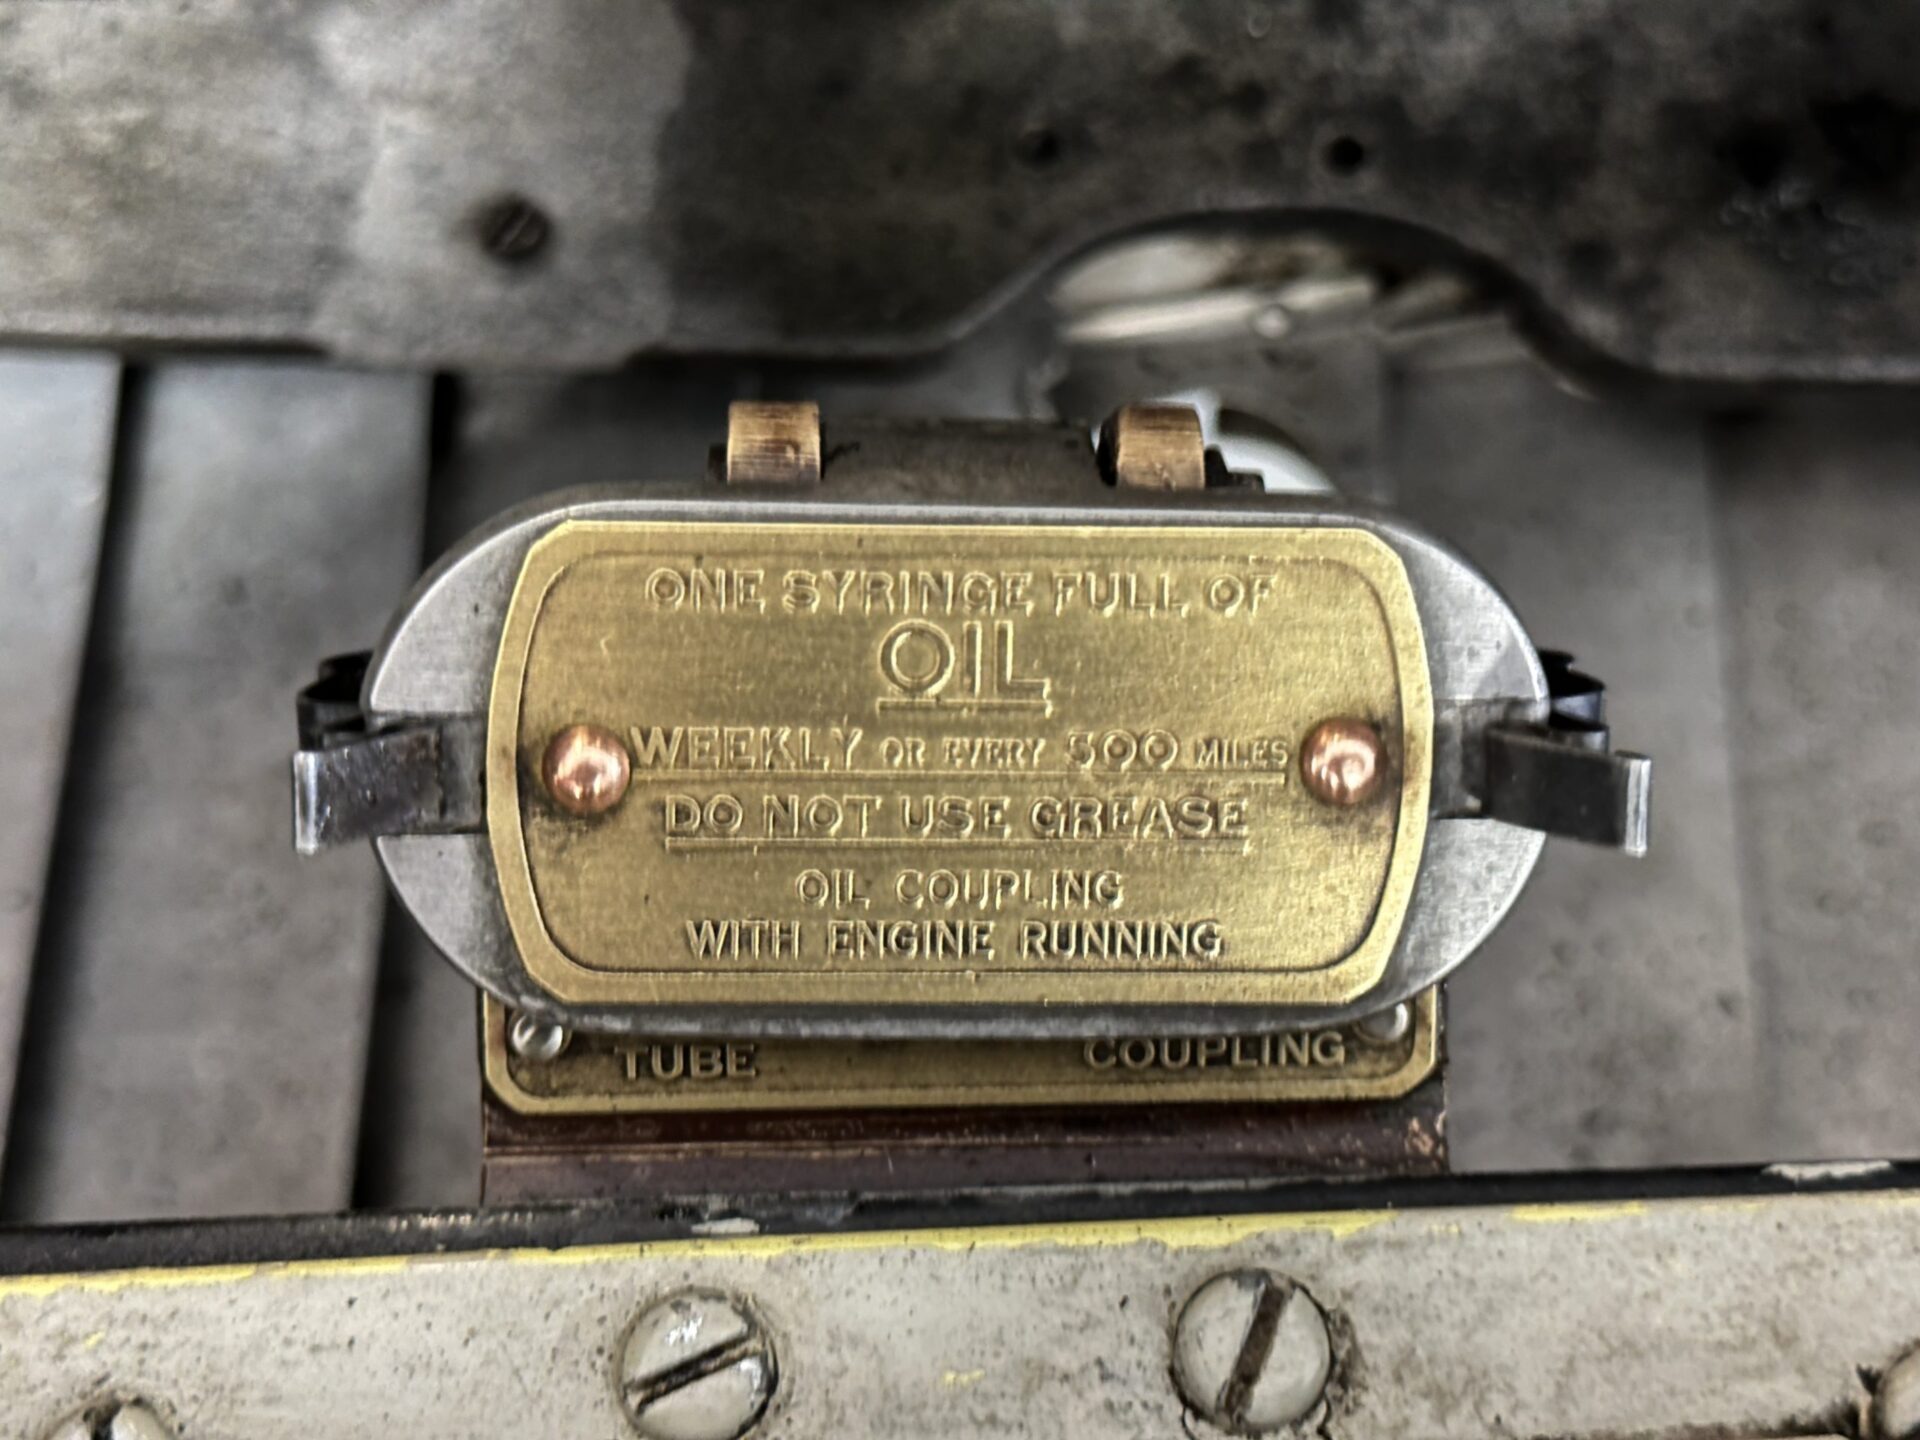 ONE SYRINGE FULL OF
OIL
WEEKLY OR EVERY 500 MILES
DO NOT USE GREASE
OIL COUPLING
WITH ENGINE RUNNING
TUBE COUPLING